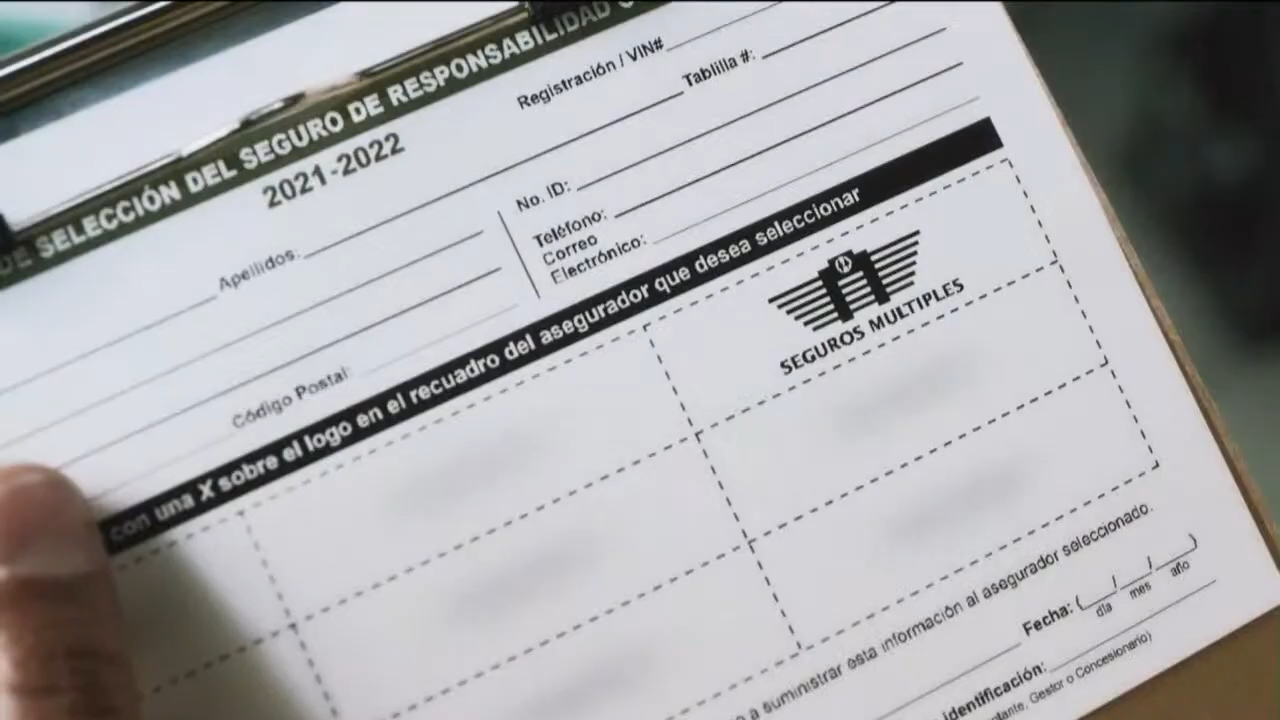 DE SELECCIÓN DEL SEGURO DE RESPONSABILIDAD
2021-2022
Registración / VIN#
Tablilla #:
Apellidos:
No. ID:
Teléfono:
Correo
Electrónico:
Código Postal:
con una X sobre el logo en el recuadro del asegurador que desea seleccionar
SEGUROS MULTIPLES
a suministrar esta información al asegurador seleccionado.
Fecha: ( / / )
día mes año
identificación:
Gestor o Concesionario)